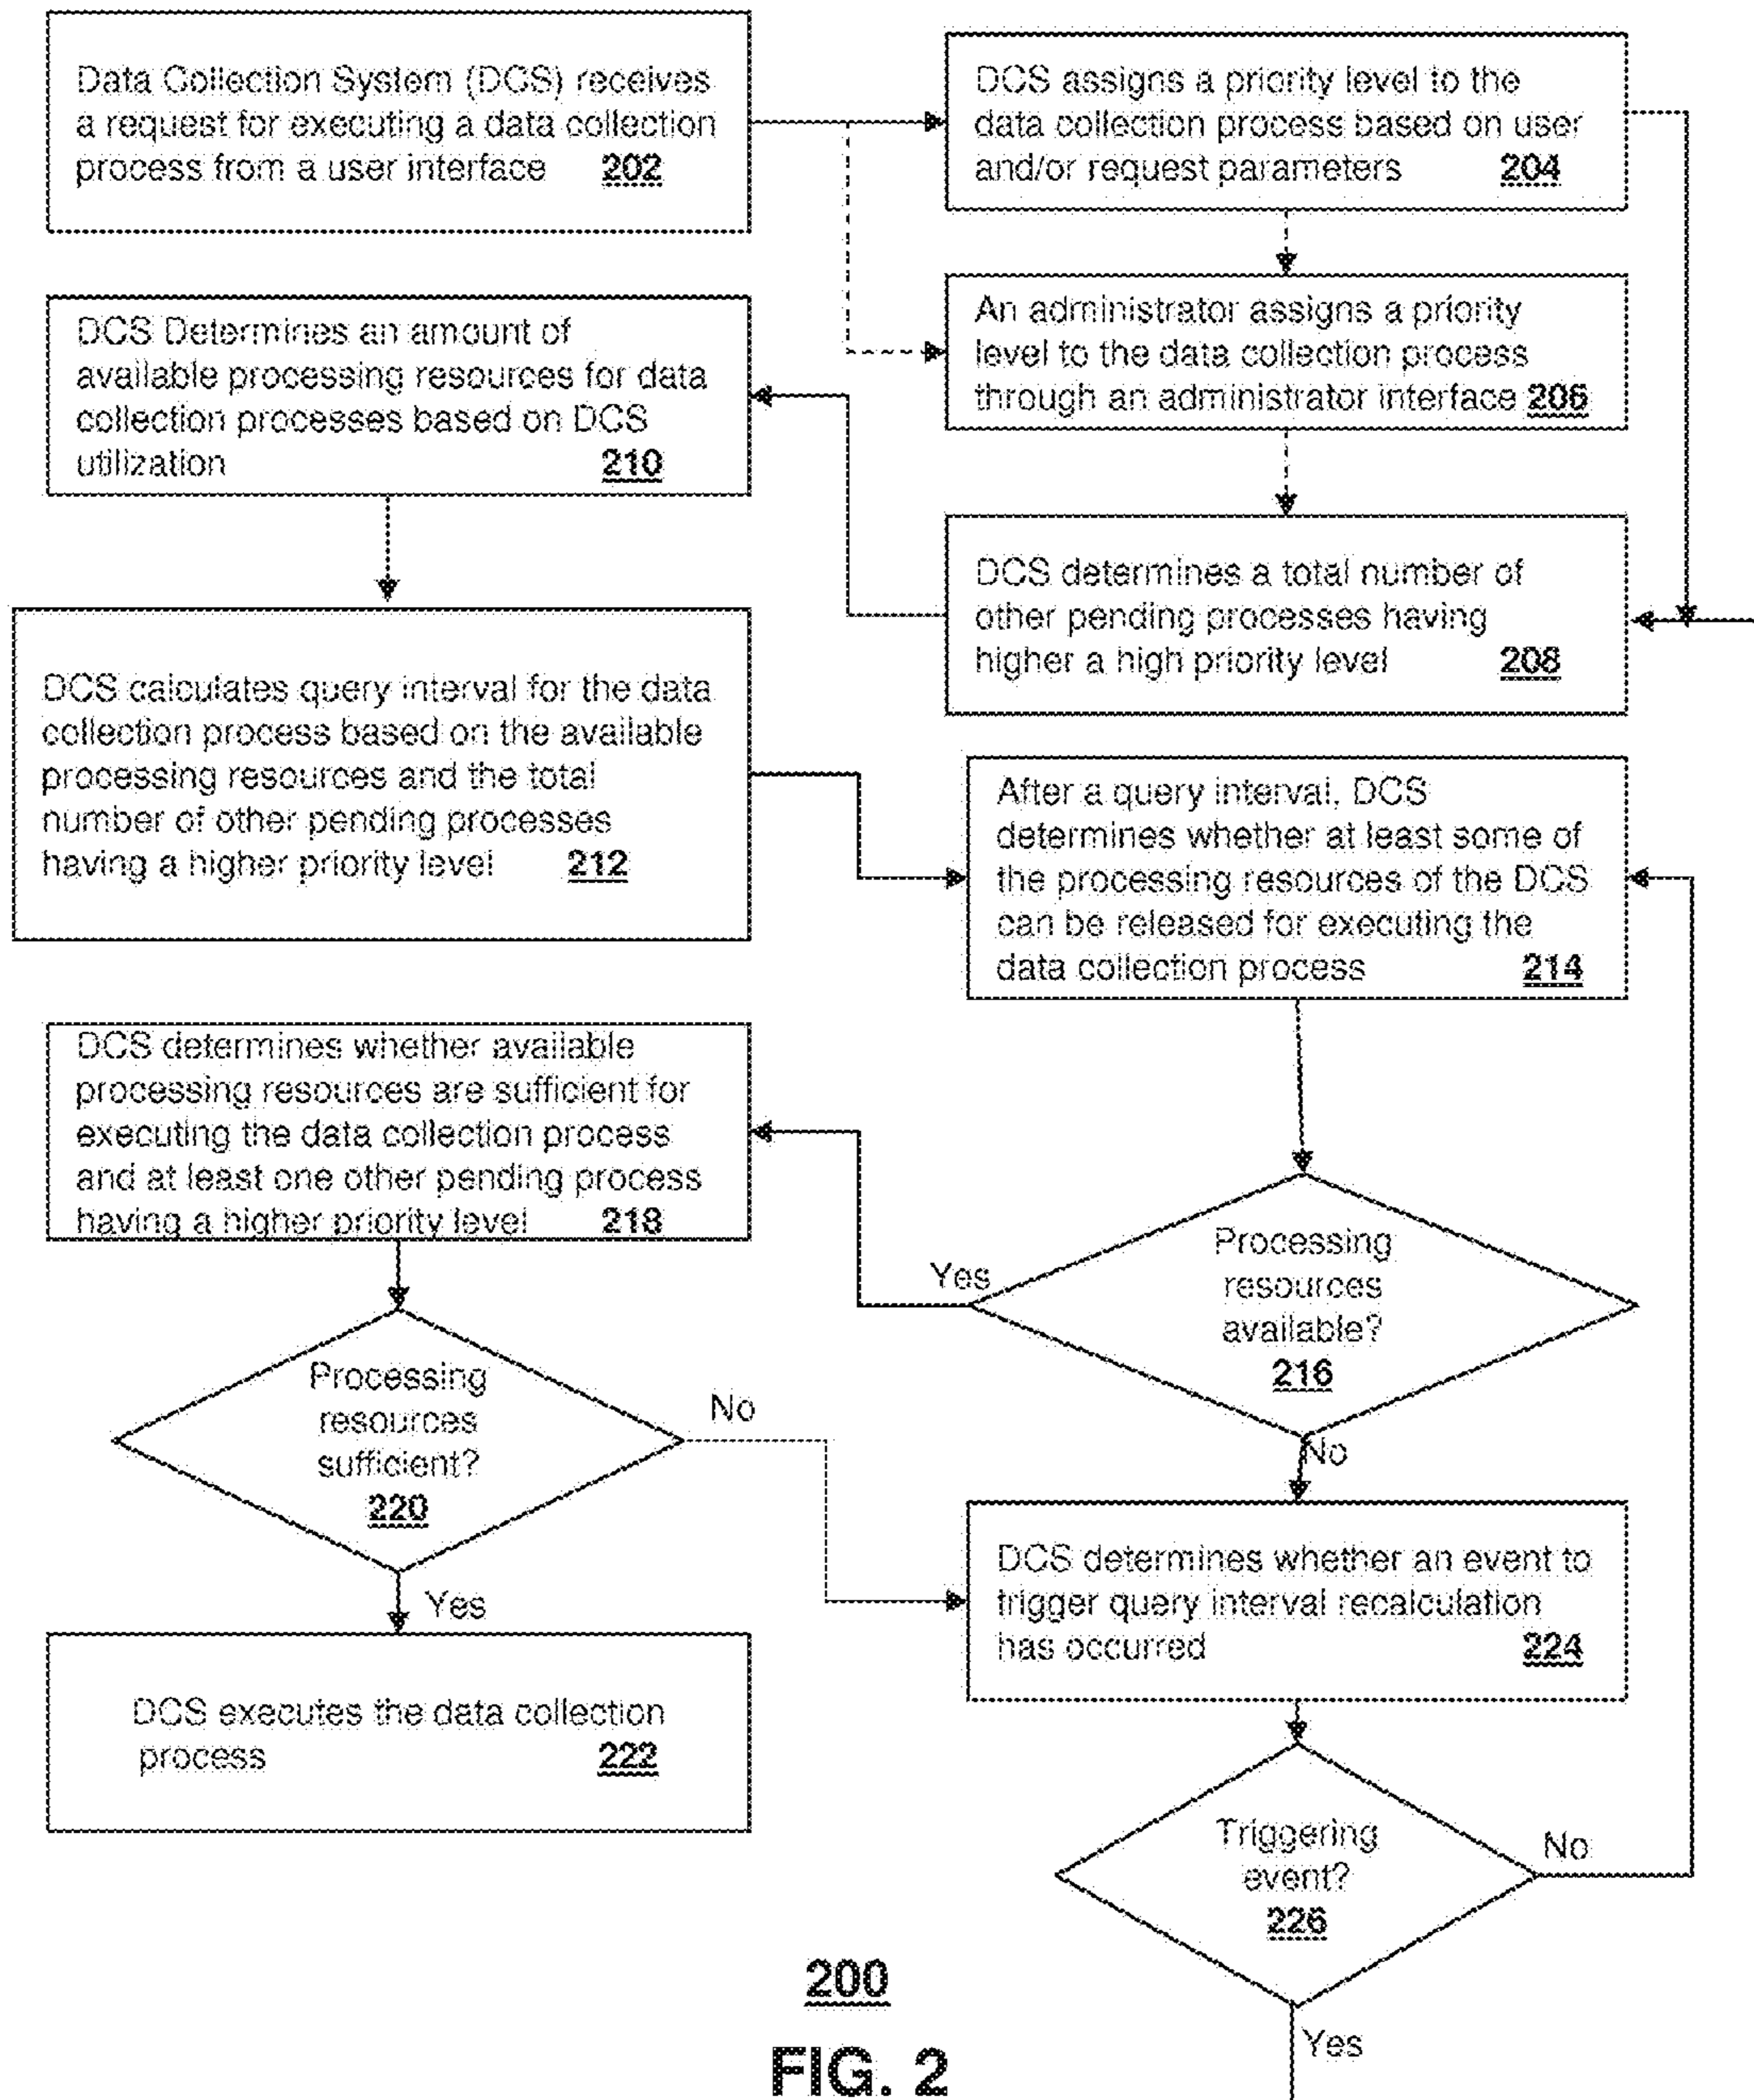 Data Collection System (DCS) receives
a request for executing a data collection
process from a user interface 202
DCS assigns a priority level to the
data collection process based on user
and/or request parameters 204
An administrator assigns a priority
level to the data collection process
through an administrator interface 206
DCS determines a total number of
other pending processes having
higher a high priority level 208
DCS Determines an amount of
available processing resources for data
collection processes based on DCS
utilization 210
DCS calculates query interval for the data
collection process based on the available
processing resources and the total
number of other pending processes
having a higher priority level 212
After a query interval, DCS
determines whether at least some of
the processing resources of the DCS
can be released for executing the
data collection process 214
Processing
resources
available?
216
Yes
No
DCS determines whether available
processing resources are sufficient for
executing the data collection process
and at least one other pending process
having a higher priority level 218
Processing
resources
sufficient?
220
No
Yes
DCS executes the data collection
process 222
DCS determines whether an event to
trigger query interval recalculation
has occurred 224
Triggering
event?
226
No
Yes
200
FIG. 2